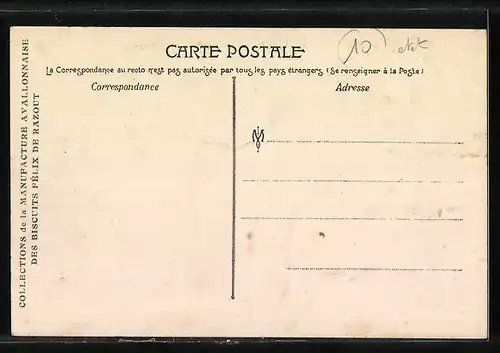 CARTE POSTALE
La Correspondance au recto n'est pas autorisée par tous les pays étrangers (Se renseigner à la Poste)
Correspondance
Adresse
COLLECTIONS de la MANUFACTURE AVALLONNAISE
DES BISCUITS FÉLIX DE RAZOUT
10